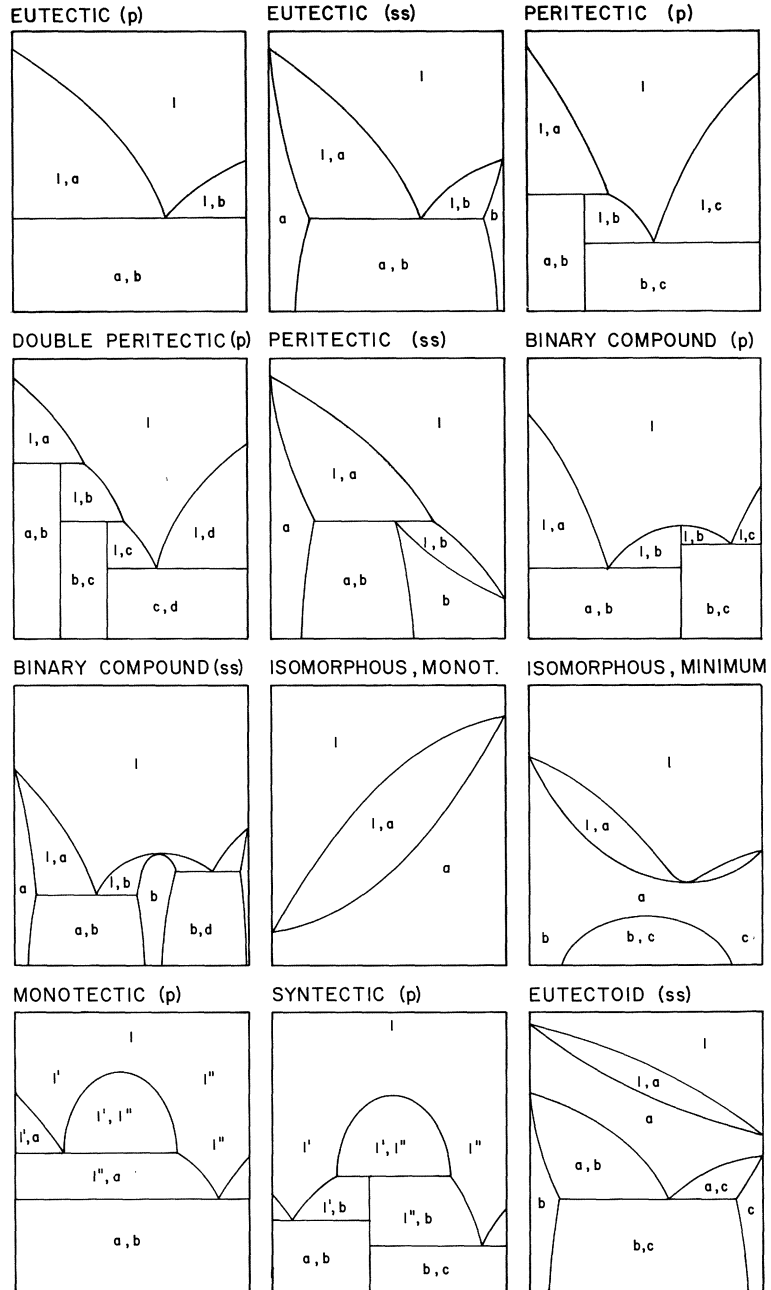 EUTECTIC (p)
l
l,a
l,b
a,b
EUTECTIC (ss)
l
l,a
l,b
a
b
a,b
PERITECTIC (p)
l
l,a
l,b
l,c
a,b
b,c
DOUBLE PERITECTIC (p)
l
l,a
l,b
a,b
l,c
l,d
b,c
c,d
PERITECTIC (ss)
l
l,a
a
l,b
a,b
b
BINARY COMPOUND (p)
l
l,a
l,b
l,b
l,c
a,b
b,c
BINARY COMPOUND (ss)
l
l,a
a
l,b
b
a,b
b,d
ISOMORPHOUS, MONOT.
l
l,a
a
ISOMORPHOUS, MINIMUM
l
l,a
a
b
b,c
c
MONOTECTIC (p)
l
l'
l"
l',l"
l',a
l"
l",a
a,b
SYNTECTIC (p)
l
l'
l',l"
l"
l',b
l",b
a,b
b,c
EUTECTOID (ss)
l
l,a
a
a,b
a,c
b
c
b,c